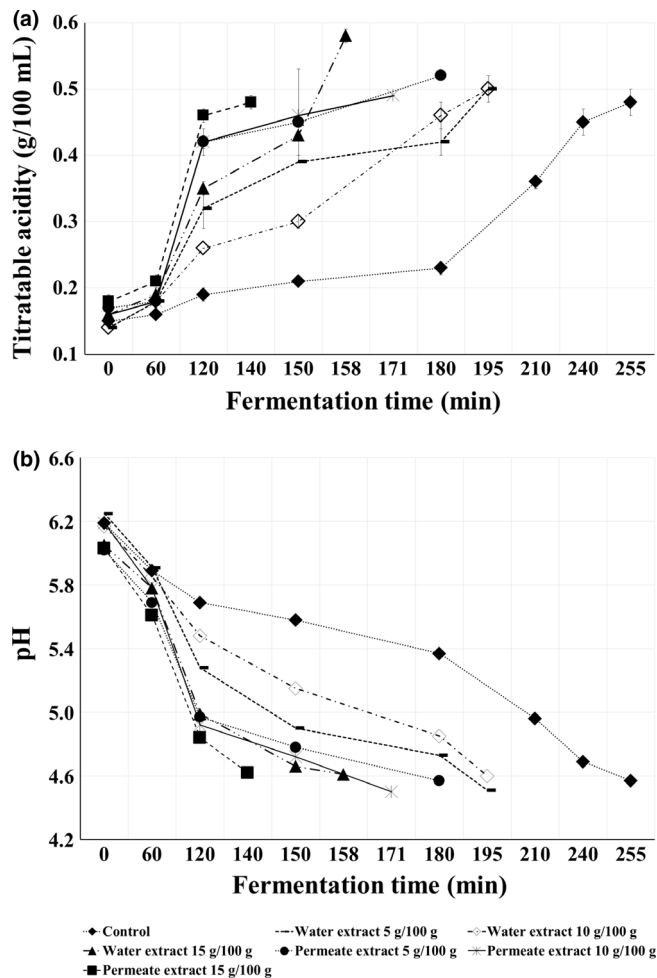 (a)
Titratable acidity (g/100 mL)
0.6
0.5
0.4
0.3
0.2
0.1
0 60 120 140 150 158 171 180 195 210 240 255
Fermentation time (min)
(b)
pH
6.6
6.2
5.8
5.4
5.0
4.6
4.2
0 60 120 140 150 158 171 180 195 210 240 255
Fermentation time (min)
Control Water extract 5 g/100 g Water extract 10 g/100 g
Water extract 15 g/100 g Permeate extract 5 g/100 g Permeate extract 10 g/100 g
Permeate extract 15 g/100 g